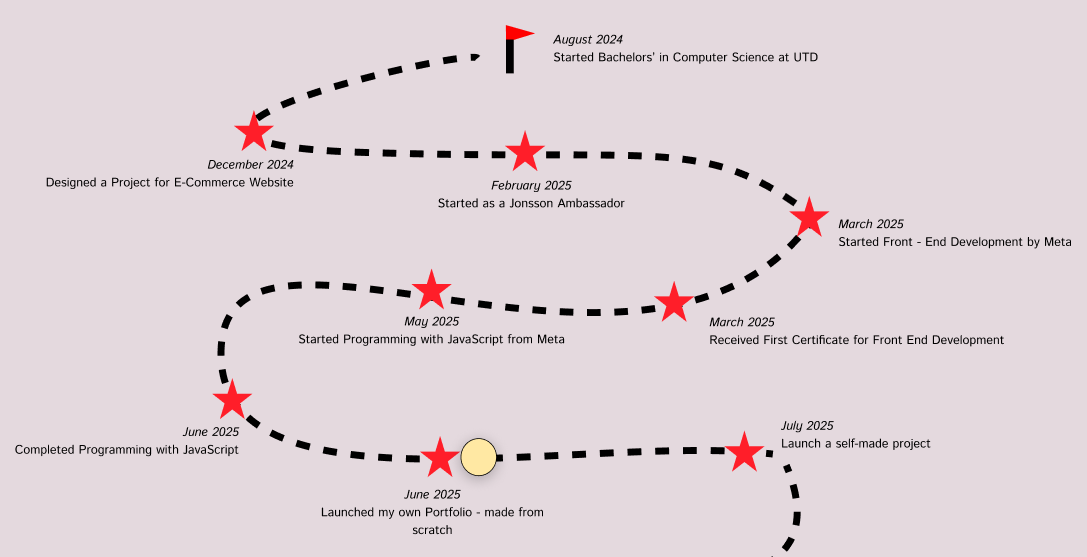 August 2024
Started Bachelors' in Computer Science at UTD
December 2024
Designed a Project for E-Commerce Website
February 2025
Started as a Jonsson Ambassador
March 2025
Started Front - End Development by Meta
March 2025
Received First Certificate for Front End Development
May 2025
Started Programming with JavaScript from Meta
June 2025
Completed Programming with JavaScript
June 2025
Launched my own Portfolio - made from
scratch
July 2025
Launch a self-made project